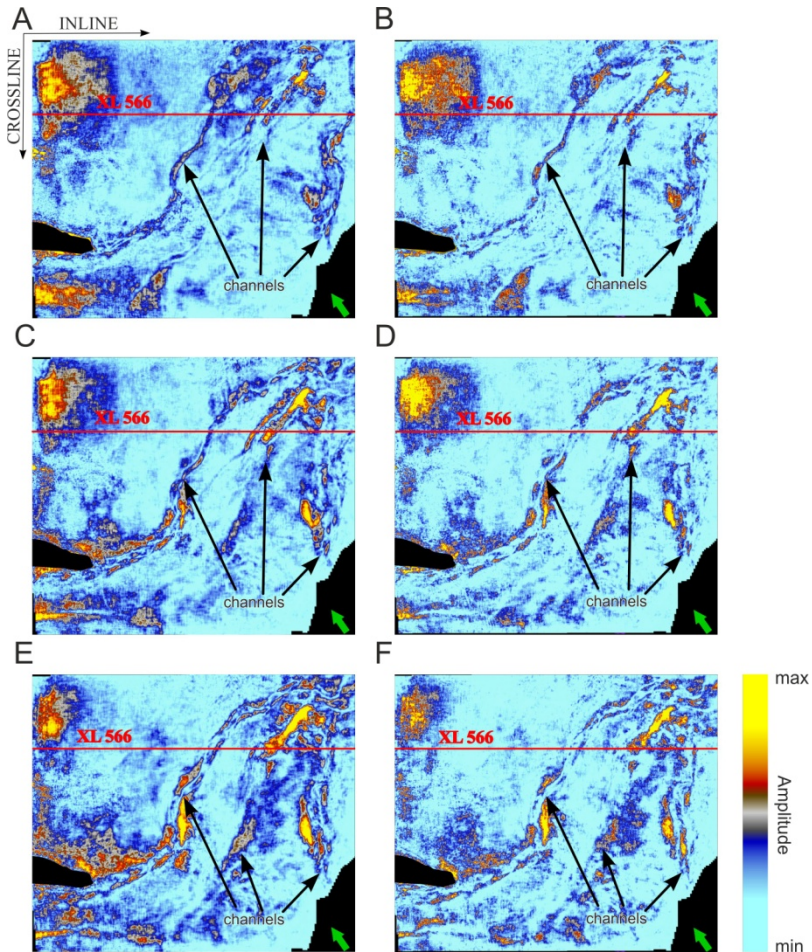 A
B
INLINE
CROSSLINE
XL 566
XL 566
channels
channels
C
D
XL 566
XL 566
channels
channels
E
F
XL 566
XL 566
channels
channels
max
Amplitude
min